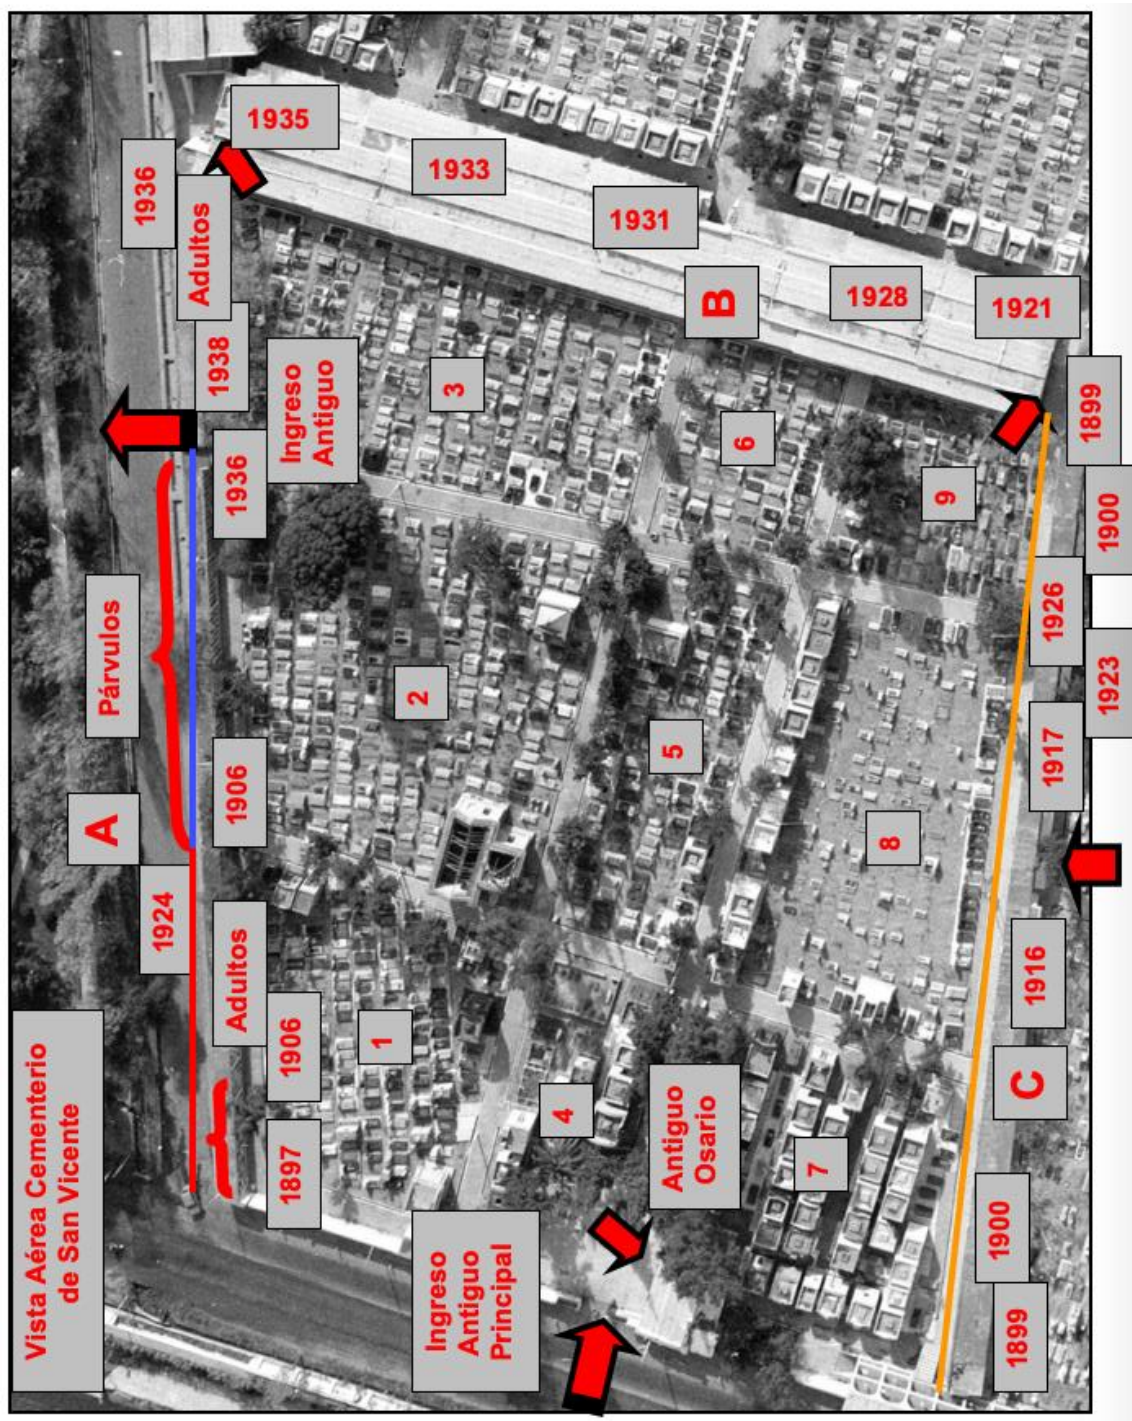 Vista Aérea Cementerio
de San Vicente
A
Párvulos
1924
1936
Adultos
1906
1936
1938
Adultos
1897
1906
Ingreso
Antiguo
1935
1
2
3
1933
Ingreso
Antiguo
Principal
4
5
1931
Antiguo
Osario
6
B
7
8
9
1928
1899
1900
C
1916
1917
1926
1921
1923
1900
1899